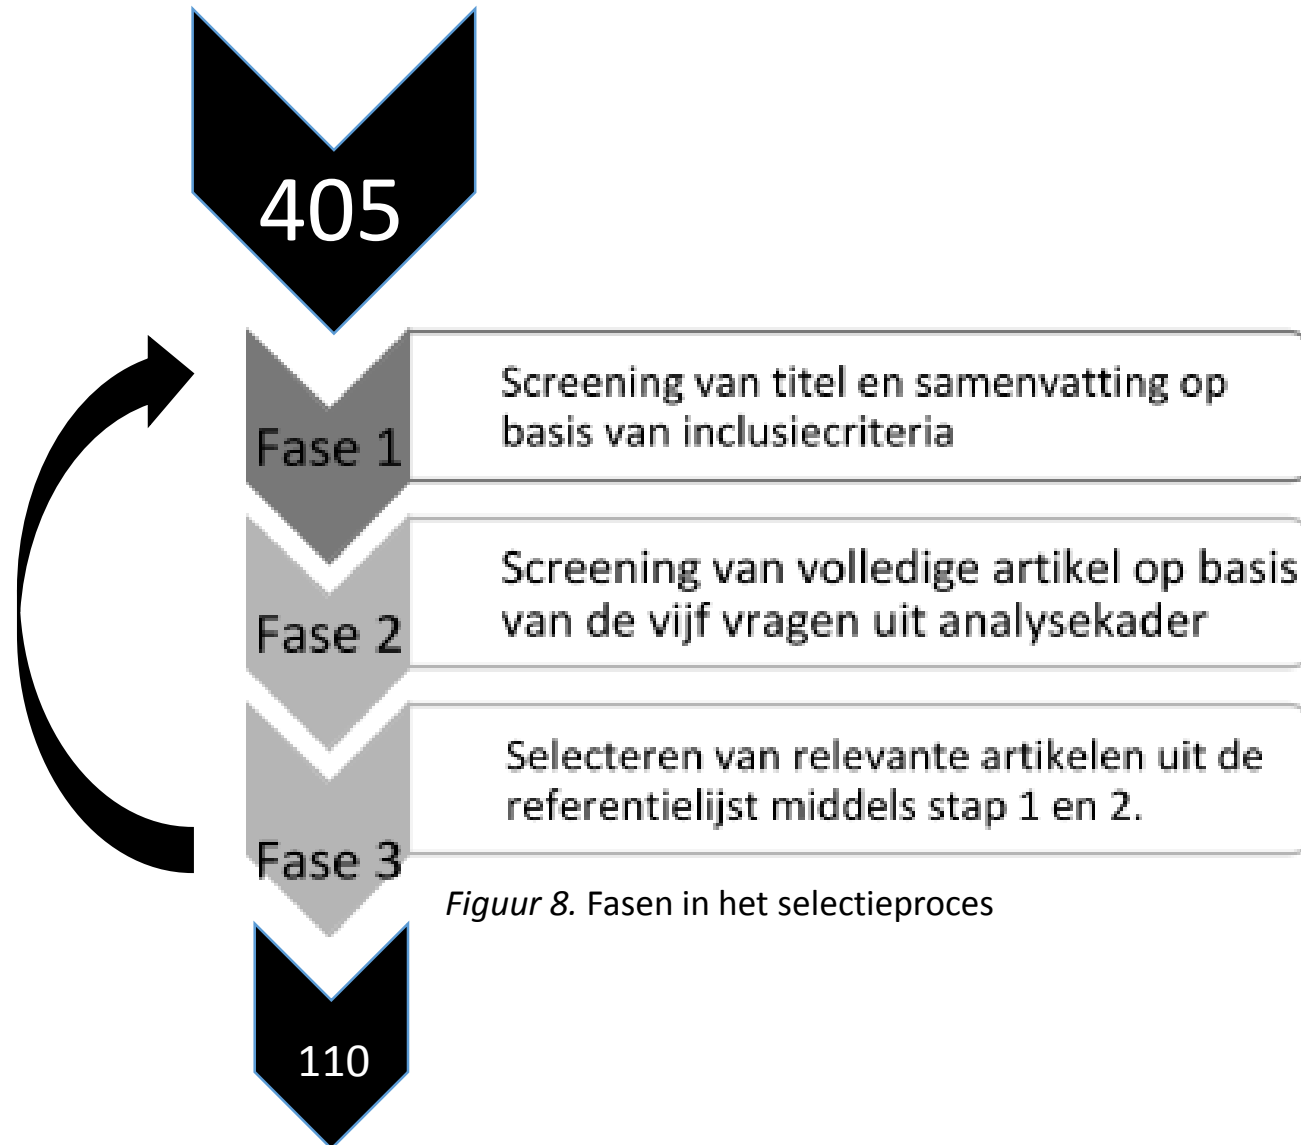 405
Fase 1
Screening van titel en samenvatting op
basis van inclusiecriteria
Fase 2
Screening van volledige artikel op basis
van de vijf vragen uit analysekader
Fase 3
Selecteren van relevante artikelen uit de
referentielijst middels stap 1 en 2.
Figuur 8. Fasen in het selectieproces
110